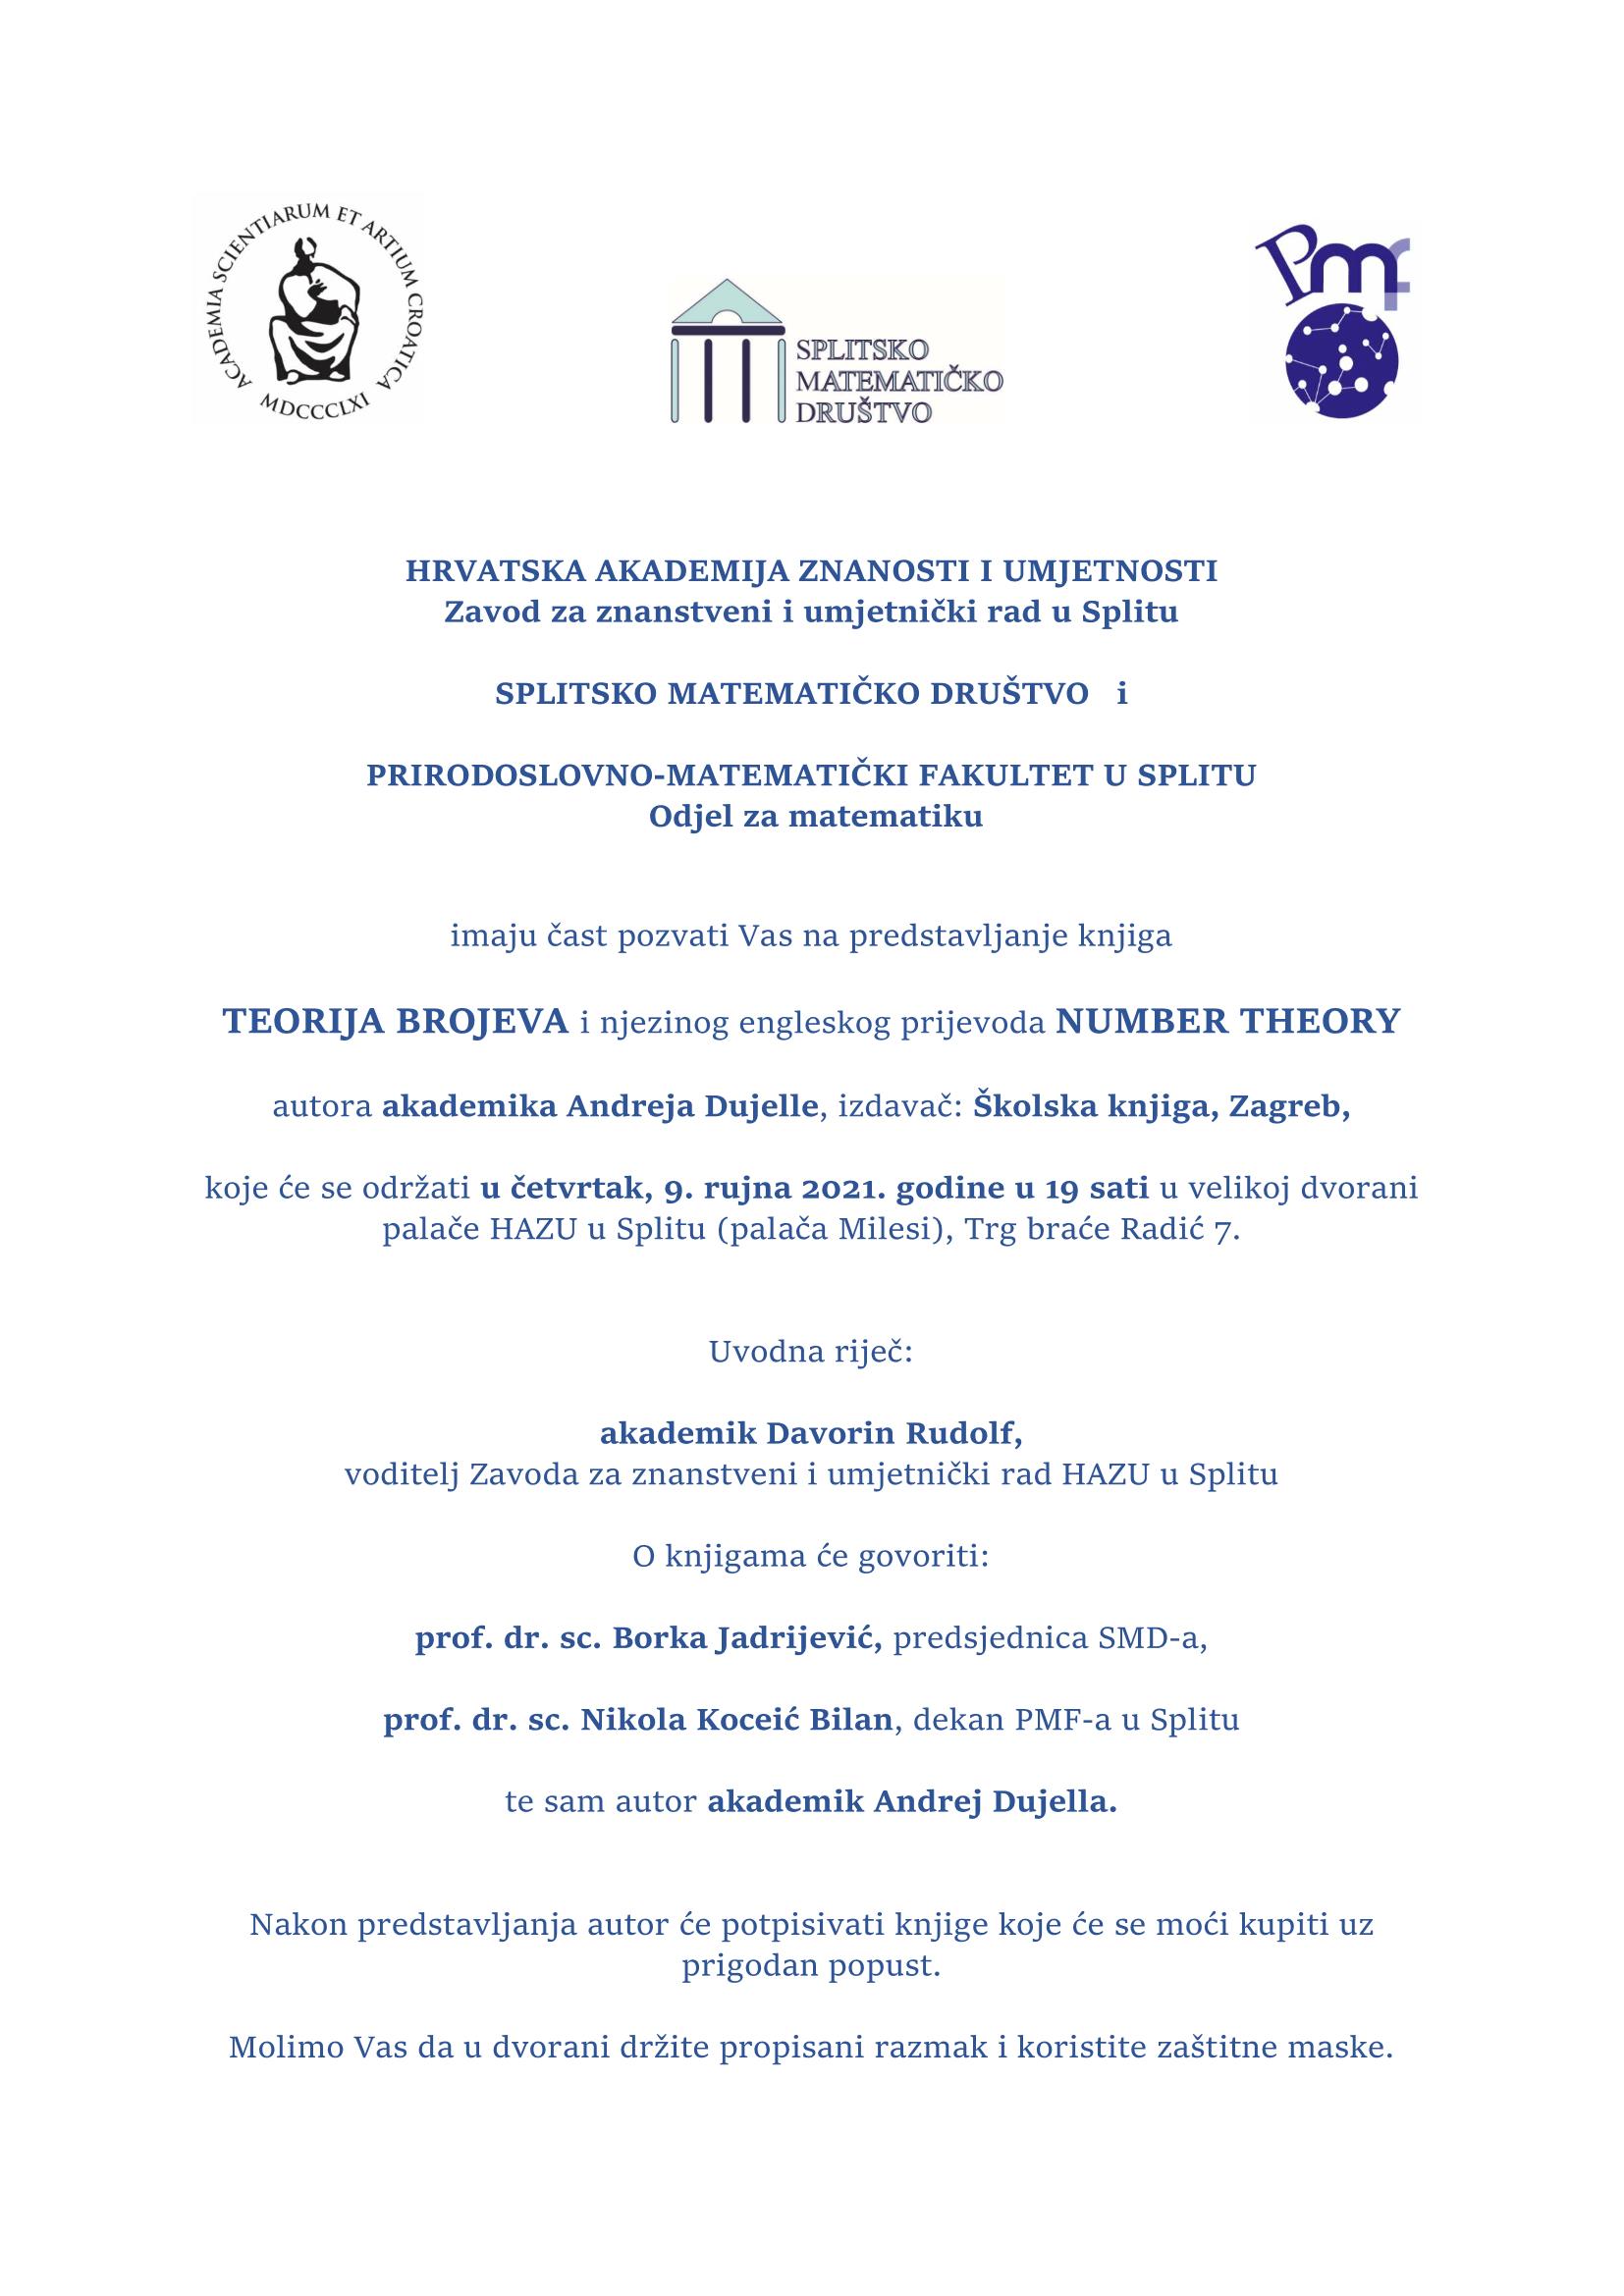 ACADEMIA SCIENTIARUM ET ARTIUM CROATICA
MDCCCLXI
SPLITSKO
MATEMATIČKO
DRUŠTVO
Pmf
HRVATSKA AKADEMIJA ZNANOSTI I UMJETNOSTI
Zavod za znanstveni i umjetnički rad u Splitu
SPLITSKO MATEMATIČKO DRUŠTVO i
PRIRODOSLOVNO-MATEMATIČKI FAKULTET U SPLITU
Odjel za matematiku
imaju čast pozvati Vas na predstavljanje knjiga
TEORIJA BROJEVA i njezinog engleskog prijevoda NUMBER THEORY
autora akademika Andreja Dujelle, izdavač: Školska knjiga, Zagreb,
koje će se održati u četvrtak, 9. rujna 2021. godine u 19 sati u velikoj dvorani
palače HAZU u Splitu (palača Milesi), Trg braće Radić 7.
Uvodna riječ:
akademik Davorin Rudolf,
voditelj Zavoda za znanstveni i umjetnički rad HAZU u Splitu
O knjigama će govoriti:
prof. dr. sc. Borka Jadrijević, predsjednica SMD-a,
prof. dr. sc. Nikola Koceić Bilan, dekan PMF-a u Splitu
te sam autor akademik Andrej Dujella.
Nakon predstavljanja autor će potpisivati knjige koje će se moći kupiti uz
prigodan popust.
Molimo Vas da u dvorani držite propisani razmak i koristite zaštitne maske.